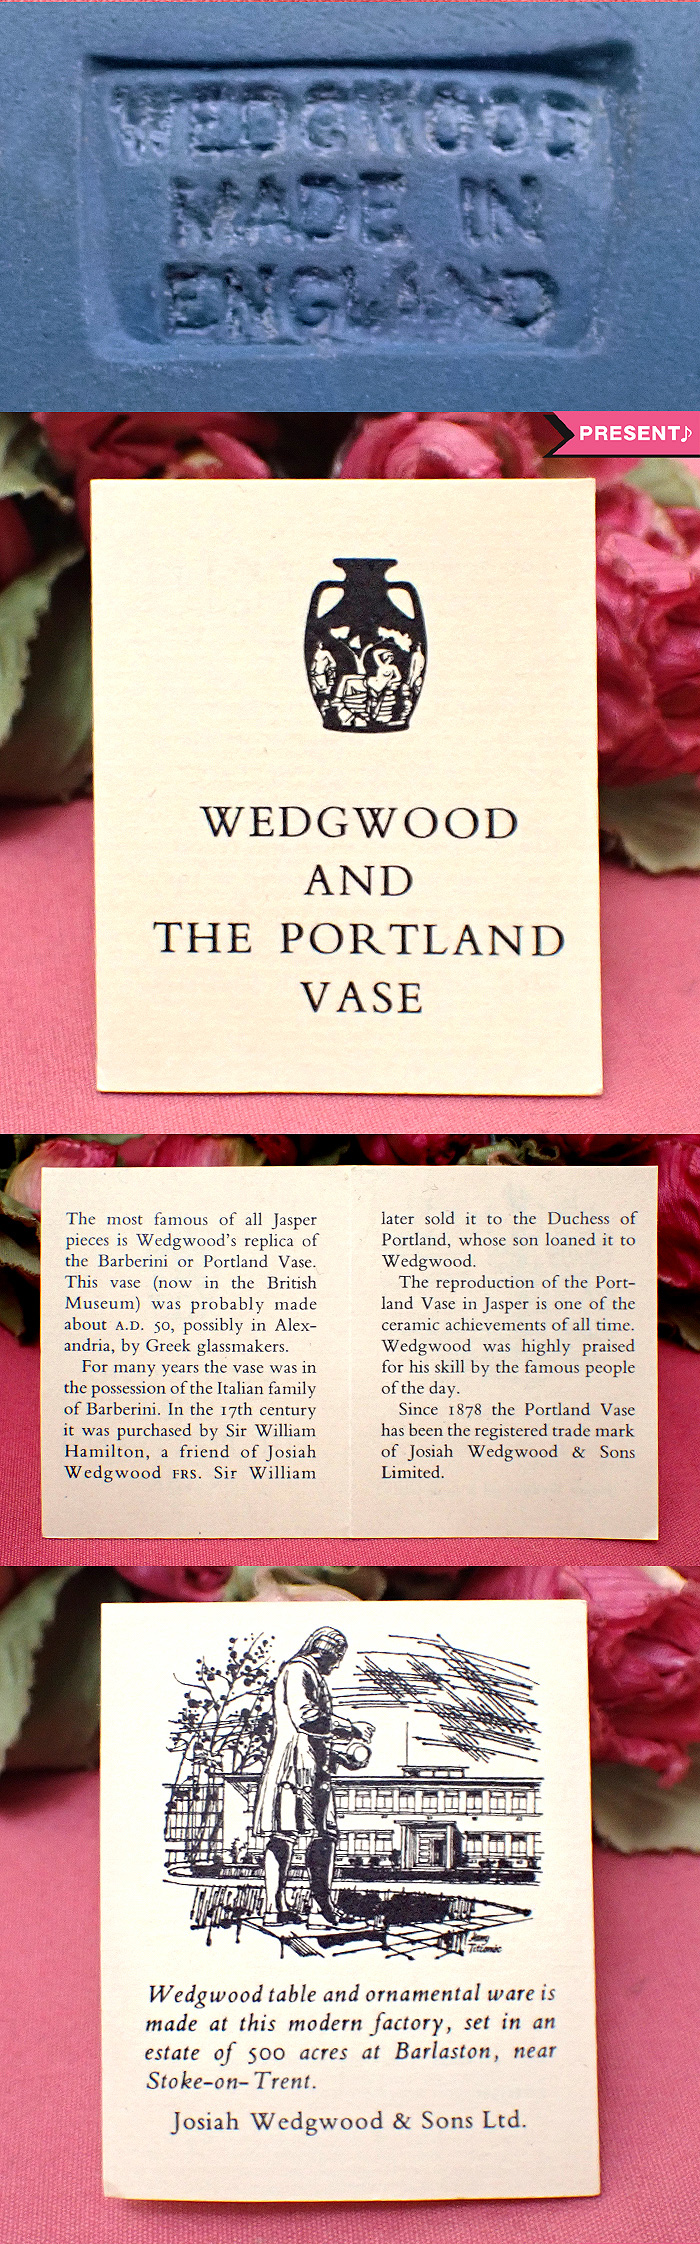 WEDGWOOD
MADE IN
ENGLAND
PRESENT♪
WEDGWOOD
AND
THE PORTLAND
VASE
The most famous of all Jasper
pieces is Wedgwood's replica of
the Barberini or Portland Vase.
This vase (now in the British
Museum) was probably made
about A.D. 50, possibly in Alex-
andria, by Greek glassmakers.
For many years the vase was in
the possession of the Italian family
of Barberini. In the 17th century
it was purchased by Sir William
Hamilton, a friend of Josiah
Wedgwood FRS. Sir William
later sold it to the Duchess of
Portland, whose son loaned it to
Wedgwood.
The reproduction of the Port-
land Vase in Jasper is one of the
ceramic achievements of all time.
Wedgwood was highly praised
for his skill by the famous people
of the day.
Since 1878 the Portland Vase
has been the registered trade mark
of Josiah Wedgwood & Sons
Limited.
Wedgwood table and ornamental ware is
made at this modern factory, set in an
estate of 500 acres at Barlaston, near
Stoke-on-Trent.
Josiah Wedgwood & Sons Ltd.